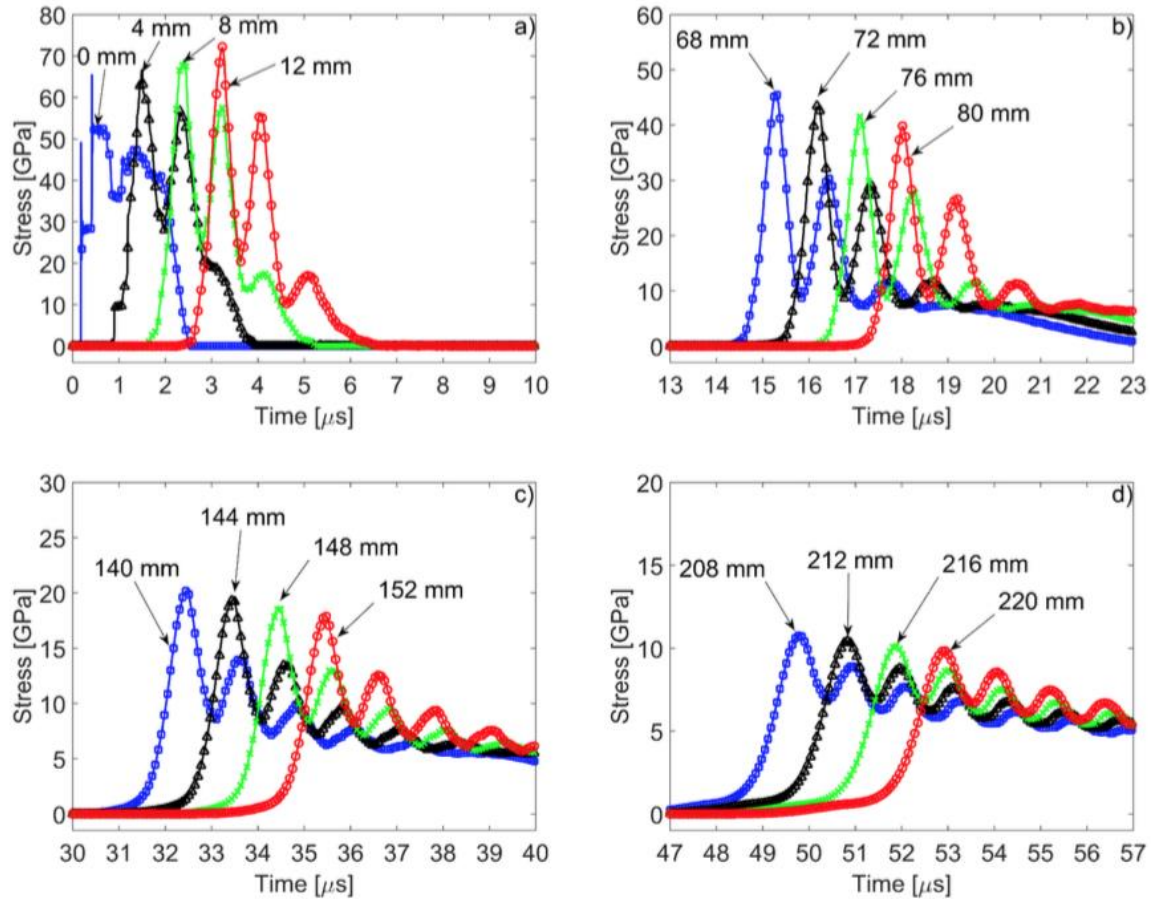 a)
80
70
60
50
40
30
20
10
0
Stress [GPa]
0 mm
4 mm
8 mm
12 mm
0 1 2 3 4 5 6 7 8 9 10
Time [μs]
b)
60
50
40
30
20
10
0
Stress [GPa]
68 mm
72 mm
76 mm
80 mm
13 14 15 16 17 18 19 20 21 22 23
Time [μs]
c)
30
25
20
15
10
5
0
Stress [GPa]
140 mm
144 mm
148 mm
152 mm
30 31 32 33 34 35 36 37 38 39 40
Time [μs]
d)
20
15
10
5
0
Stress [GPa]
208 mm
212 mm
216 mm
220 mm
47 48 49 50 51 52 53 54 55 56 57
Time [μs]